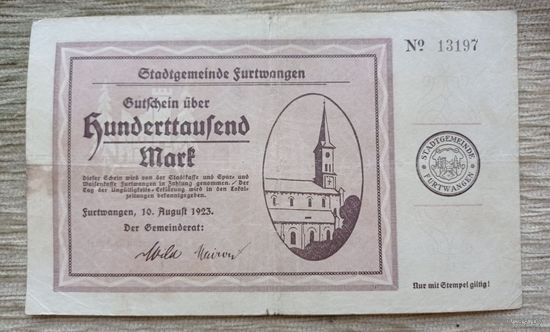 Nº 13197
Stadtgemeinde Furtwangen
Gutschein über
Hunderttausend
Mark
Dieser Schein wird von der Stadtkasse und Spar= und
Waisenkasse Furtwangen in Zahlung genommen. / Der
Tag der Ungültigkeits=Erklärung wird in den Lokal=
zeitungen bekanntgegeben.
Furtwangen, 10. August 1923.
Der Gemeinderat:
STADTGEMEINDE
FURTWANGEN
Nur mit Stempel giltig!